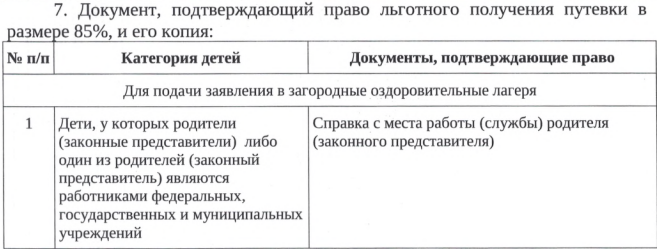 7. Документ, подтверждающий право льготного получения путевки в
размере 85%, и его копия:
№ п/п Категория детей Документы, подтверждающие право
Для подачи заявления в загородные оздоровительные лагеря
1 Дети, у которых родители Справка с места работы (службы) родителя
(законные представители) либо (законного представителя)
один из родителей (законный
представитель) являются
работниками федеральных,
государственных и муниципальных
учреждений